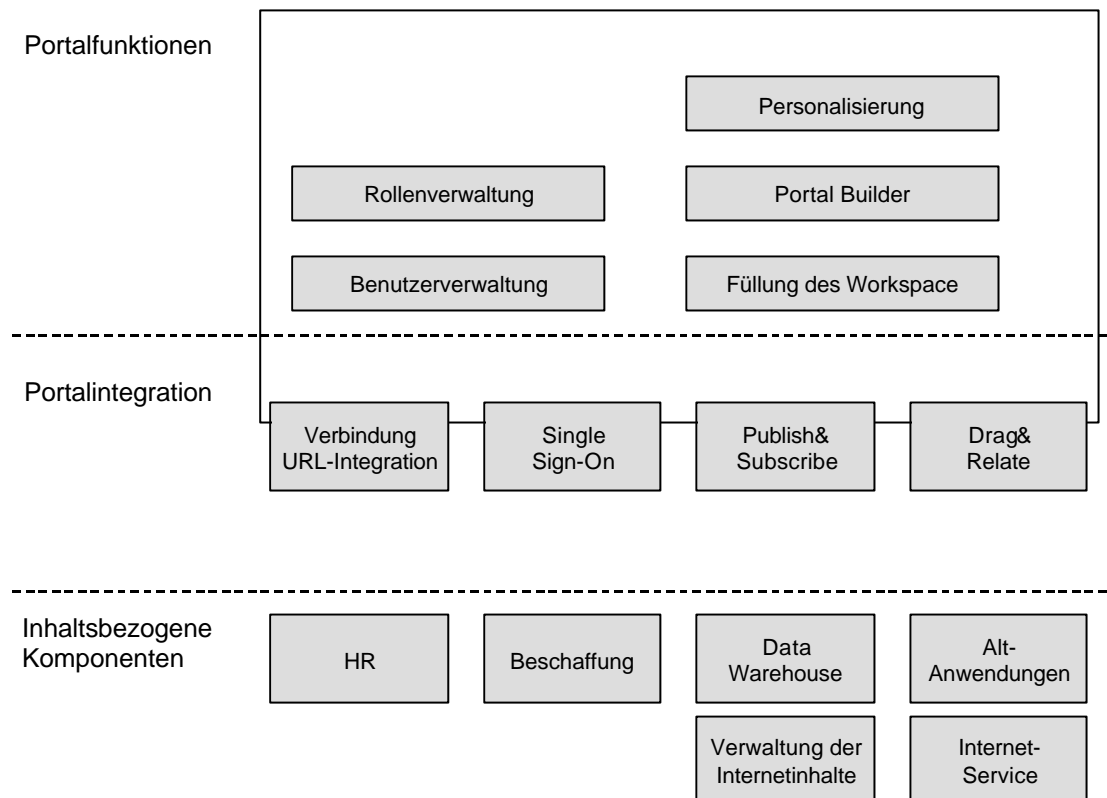 Portalfunktionen
Personalisierung
Rollenverwaltung
Portal Builder
Benutzerverwaltung
Füllung des Workspace
Portalintegration
Verbindung
URL-Integration
Single
Sign-On
Publish&
Subscribe
Drag&
Relate
Inhaltsbezogene
Komponenten
HR
Beschaffung
Data
Warehouse
Alt-
Anwendungen
Verwaltung der
Internetinhalte
Internet-
Service